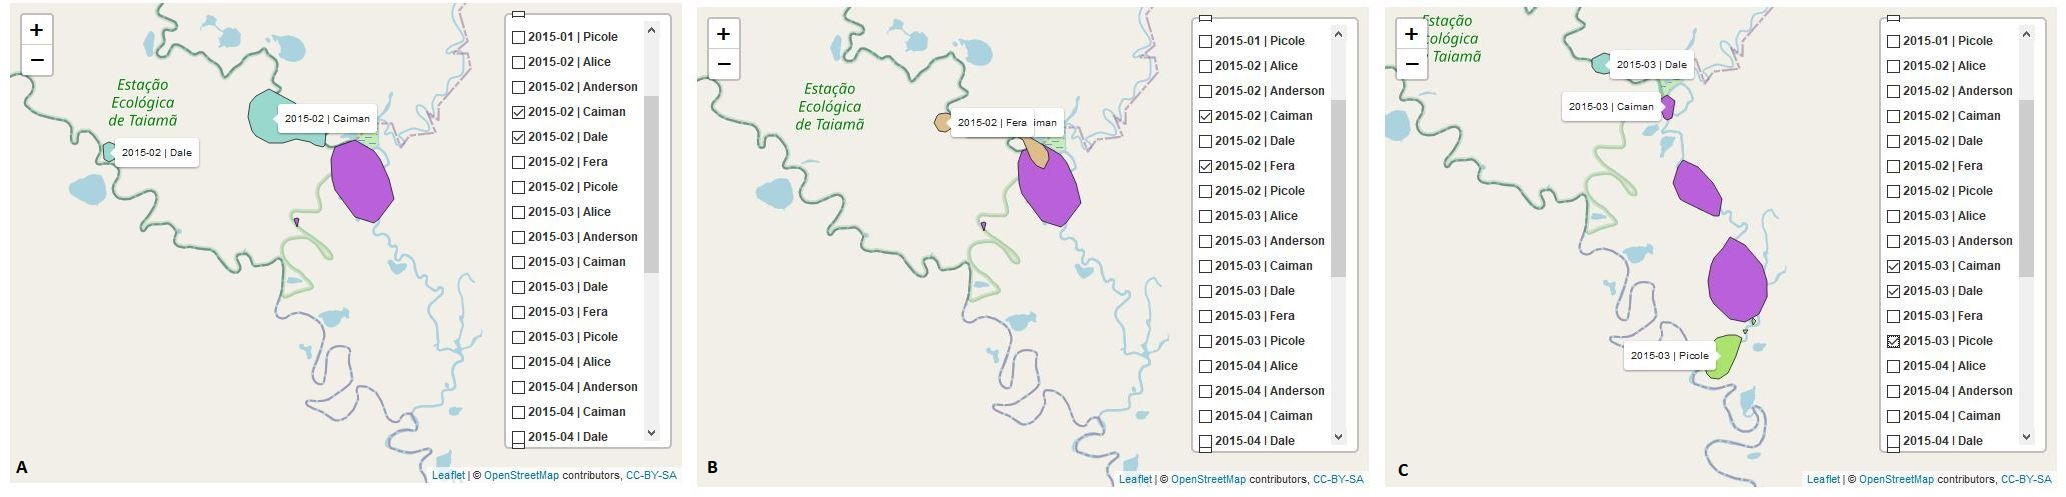 +
−
Estação
Ecológica
de Taiamã
2015-02 | Caiman
2015-02 | Dale
2015-01 | Picole
2015-02 | Alice
2015-02 | Anderson
2015-02 | Caiman
2015-02 | Dale
2015-02 | Fera
2015-02 | Picole
2015-03 | Alice
2015-03 | Anderson
2015-03 | Caiman
2015-03 | Dale
2015-03 | Fera
2015-03 | Picole
2015-04 | Alice
2015-04 | Anderson
2015-04 | Caiman
2015-04 | Dale
A
Leaflet | © OpenStreetMap contributors, CC-BY-SA
+
−
Estação
Ecológica
de Taiamã
2015-02 | Fera iman
2015-01 | Picole
2015-02 | Alice
2015-02 | Anderson
2015-02 | Caiman
2015-02 | Dale
2015-02 | Fera
2015-02 | Picole
2015-03 | Alice
2015-03 | Anderson
2015-03 | Caiman
2015-03 | Dale
2015-03 | Fera
2015-03 | Picole
2015-04 | Alice
2015-04 | Anderson
2015-04 | Caiman
2015-04 | Dale
B
Leaflet | © OpenStreetMap contributors, CC-BY-SA
+
−
Estação
cológica
Taiamã
2015-03 | Dale
2015-03 | Caiman
2015-03 | Picole
2015-01 | Picole
2015-02 | Alice
2015-02 | Anderson
2015-02 | Caiman
2015-02 | Dale
2015-02 | Fera
2015-02 | Picole
2015-03 | Alice
2015-03 | Anderson
2015-03 | Caiman
2015-03 | Dale
2015-03 | Fera
2015-03 | Picole
2015-04 | Alice
2015-04 | Anderson
2015-04 | Caiman
2015-04 | Dale
C
Leaflet | © OpenStreetMap contributors, CC-BY-SA